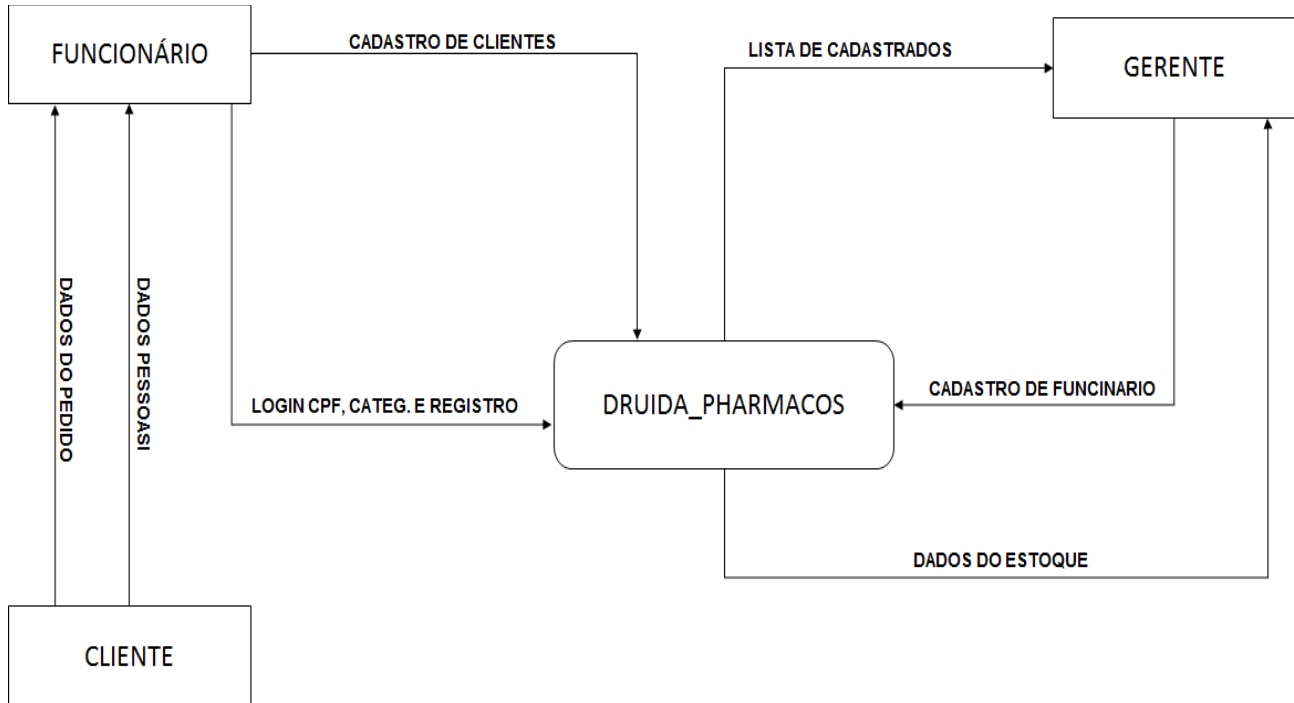 FUNCIONÁRIO
CADASTRO DE CLIENTES
LISTA DE CADASTRADOS
GERENTE
DADOS DO PEDIDO
DADOS PESSOASI
LOGIN CPF, CATEG. E REGISTRO
DRUIDA_PHARMACOS
CADASTRO DE FUNCINARIO
DADOS DO ESTOQUE
CLIENTE